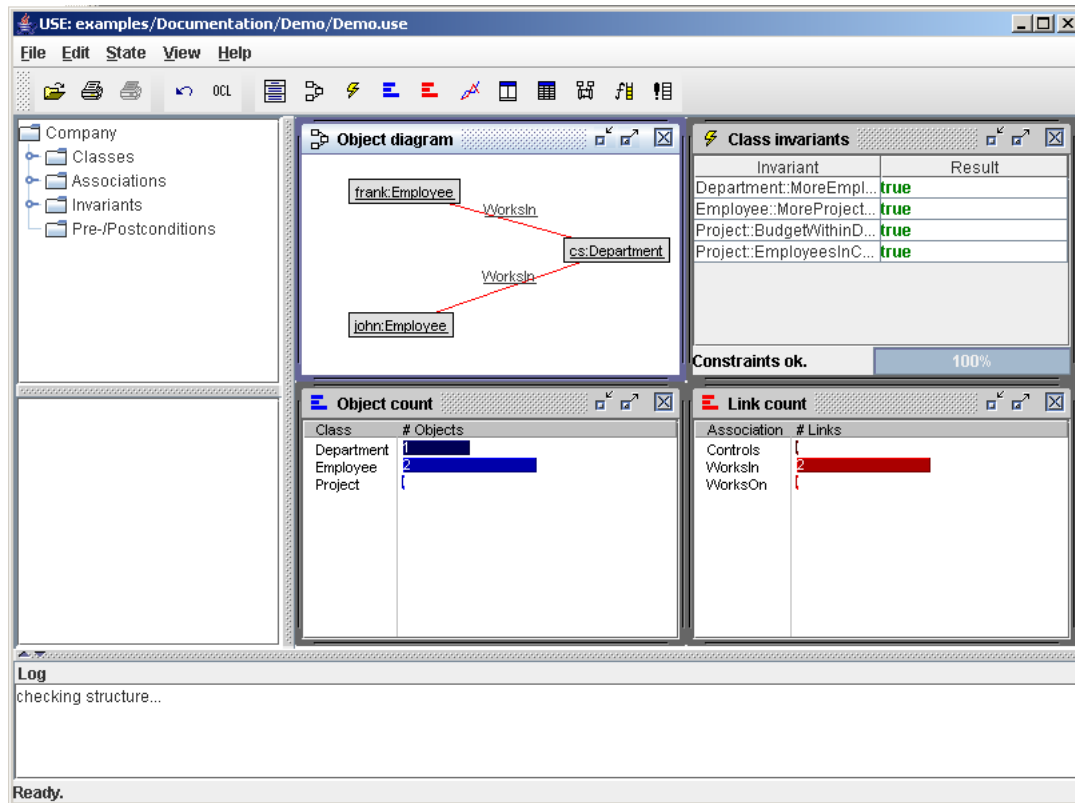 USE: examples/Documentation/Demo/Demo.use
File Edit State View Help
OCL
Company
Classes
Associations
Invariants
Pre-/Postconditions
Object diagram
frank:Employee
WorksIn
cs:Department
WorksIn
john:Employee
Class invariants
Invariant Result
Department::MoreEmpl... true
Employee::MoreProject... true
Project::BudgetWithinD... true
Project::EmployeesInC... true
Constraints ok. 100%
Object count
Class # Objects
Department 1
Employee 2
Project
Link count
Association # Links
Controls
WorksIn 2
WorksOn
Log
checking structure...
Ready.